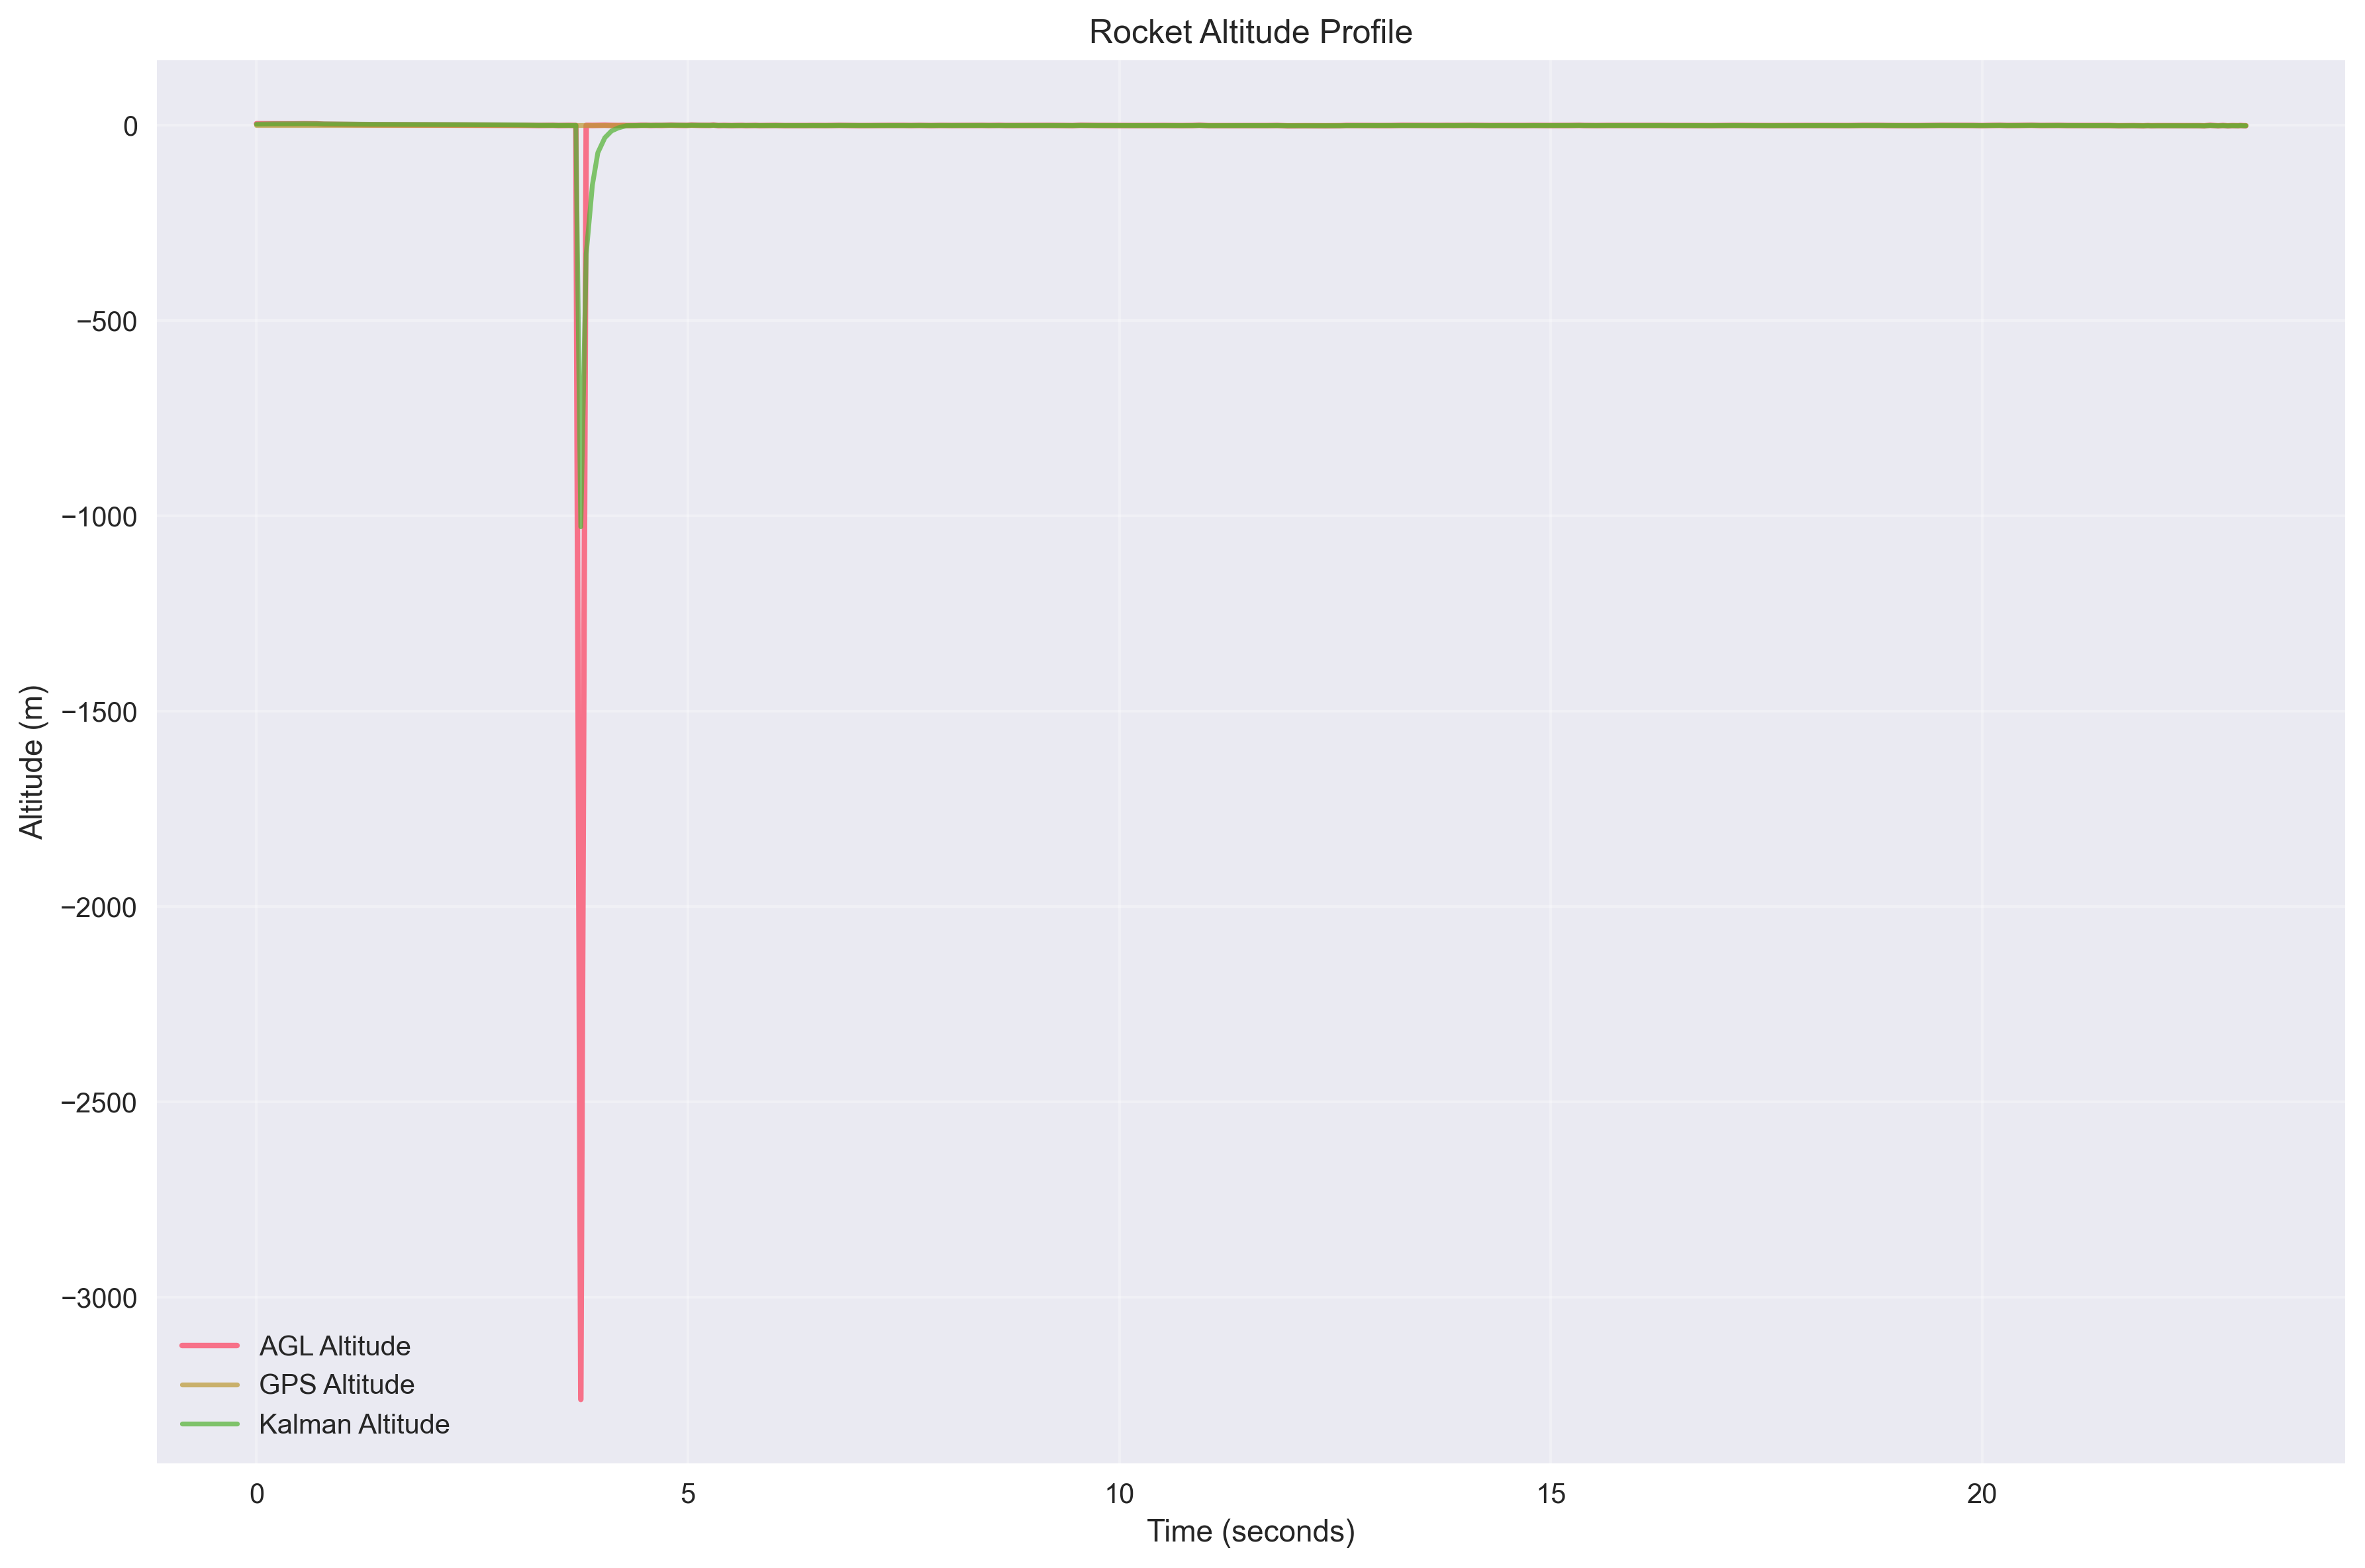 Rocket Altitude Profile
0
−500
−1000
−1500
−2000
−2500
−3000
Altitude (m)
AGL Altitude
GPS Altitude
Kalman Altitude
0 5 10 15 20
Time (seconds)